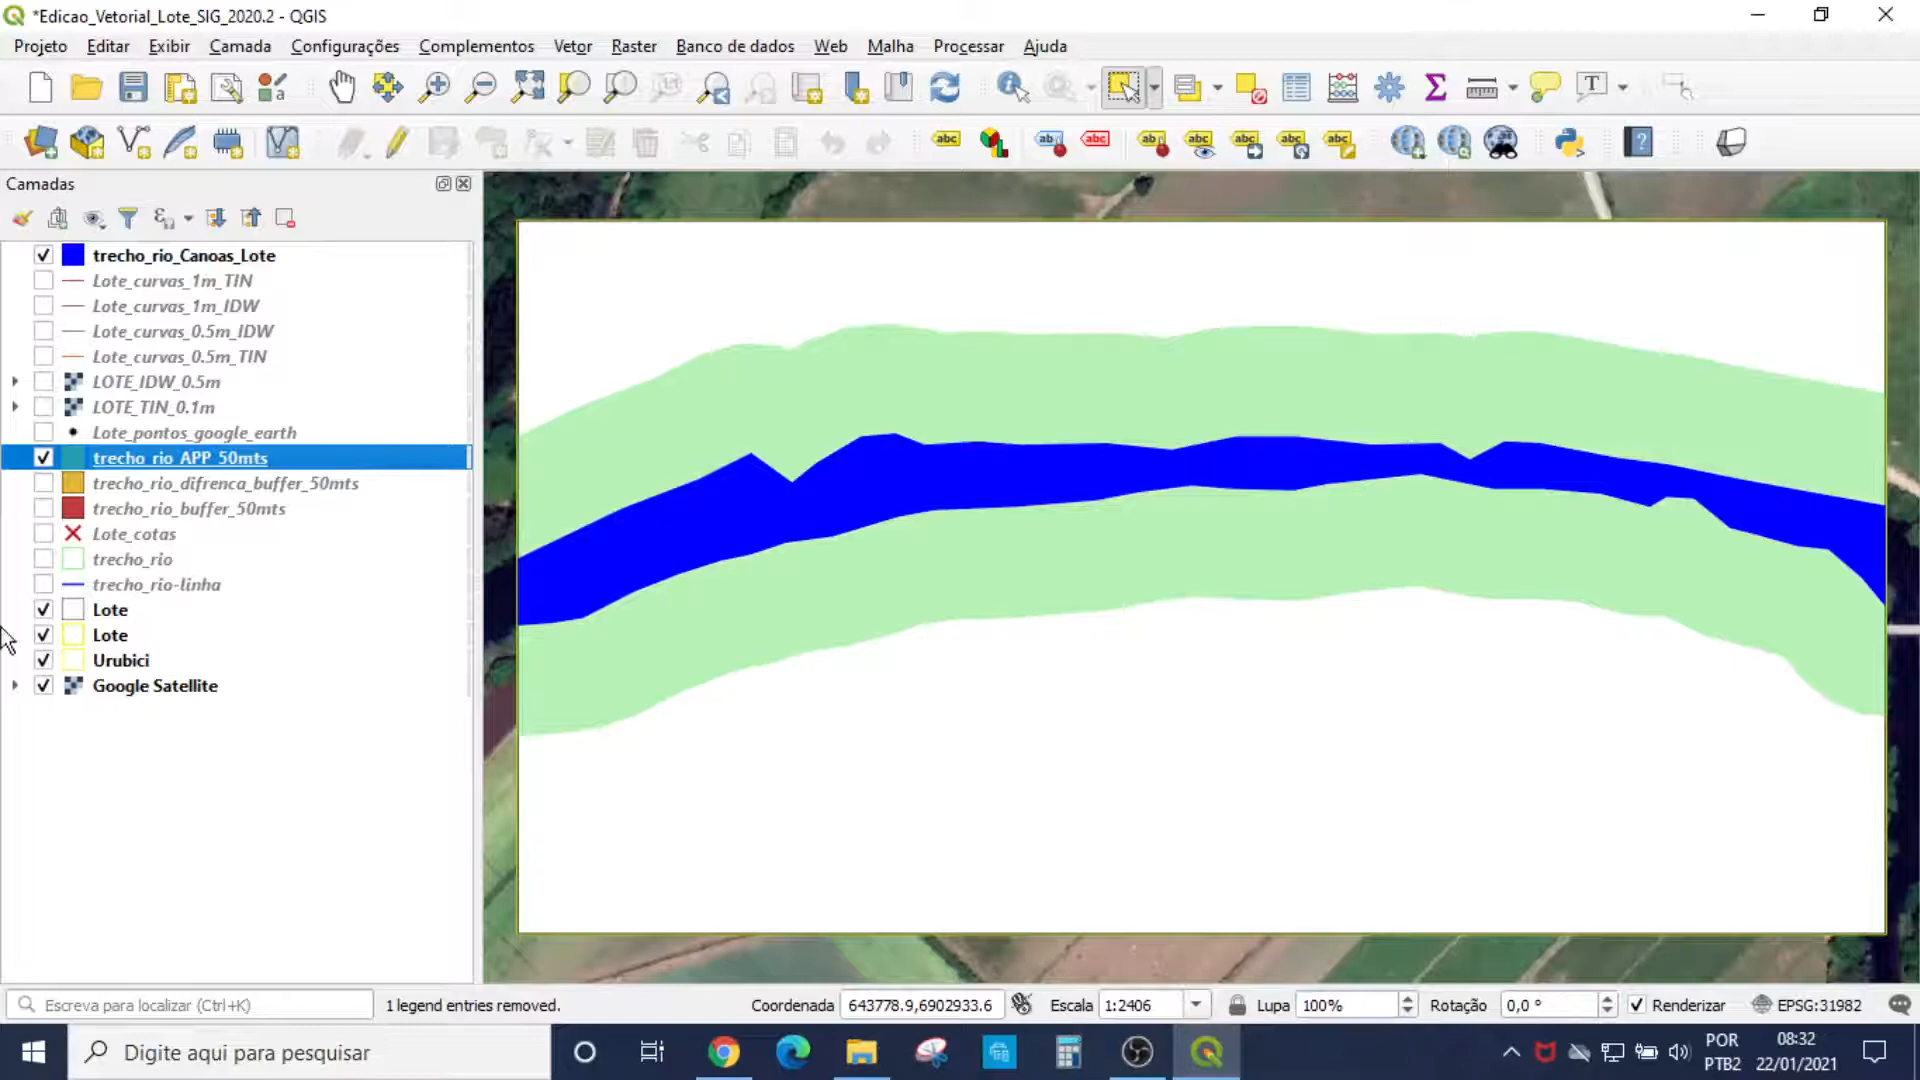 *Edicao_Vetorial_Lote_SIG_2020.2 - QGIS
Projeto Editar Exibir Camada Configurações Complementos Vetor Raster Banco de dados Web Malha Processar Ajuda
Camadas
trecho_rio_Canoas_Lote
Lote_curvas_1m_TIN
Lote_curvas_1m_IDW
Lote_curvas_0.5m_IDW
Lote_curvas_0.5m_TIN
LOTE_IDW_0.5m
LOTE_TIN_0.1m
Lote_pontos_google_earth
trecho_rio_APP_50mts
trecho_rio_difrenca_buffer_50mts
trecho_rio_buffer_50mts
Lote_cotas
trecho_rio
trecho_rio-linha
Lote
Lote
Urubici
Google Satellite
Escreva para localizar (Ctrl+K) 1 legend entries removed. Coordenada 643778.9,6902933.6 Escala 1:2406 Lupa 100% Rotação 0,0 ° Renderizar EPSG:31982
Digite aqui para pesquisar
POR
PTB2
08:32
22/01/2021